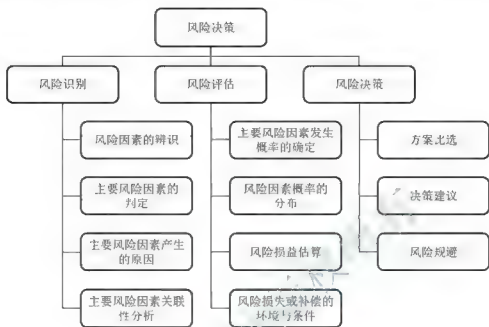 风险决策
风险识别
风险评估
风险决策
风险因素的辨识
主要风险因素的
判定
主要风险因素产生
的原因
主要风险因素关联
性分析
主要风险因素发生
概率的确定
风险因素概率的
分布
风险损益估算
风险损失或补偿的
环境与条件
方案比选
决策建议
风险规避